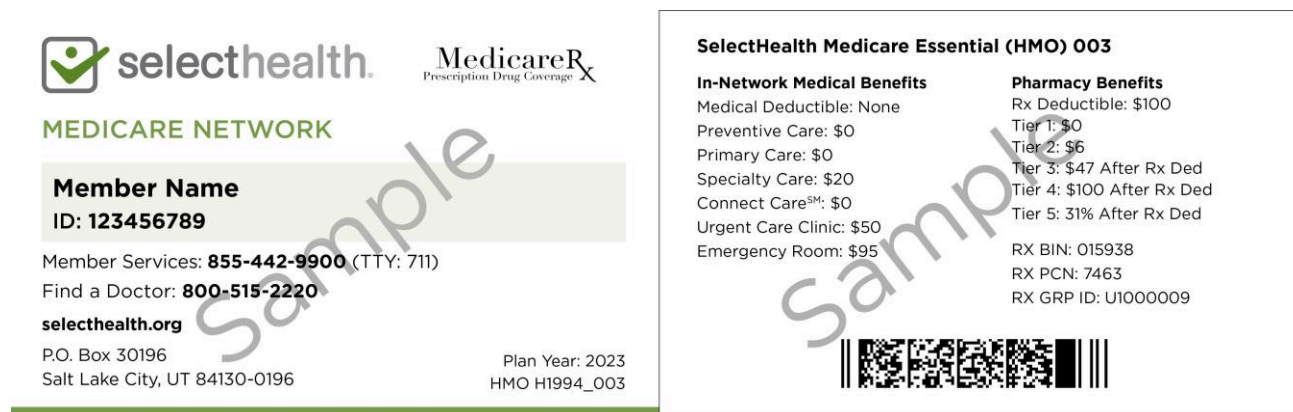 selecthealth.
MedicareRx
Prescription Drug Coverage
MEDICARE NETWORK
Member Name
ID: 123456789
Member Services: 855-442-9900 (TTY: 711)
Find a Doctor: 800-515-2220
selecthealth.org
P.O. Box 30196
Salt Lake City, UT 84130-0196
Plan Year: 2023
HMO H1994_003
Sample
SelectHealth Medicare Essential (HMO) 003
In-Network Medical Benefits
Medical Deductible: None
Preventive Care: $0
Primary Care: $0
Specialty Care: $20
Connect Care℠: $0
Urgent Care Clinic: $50
Emergency Room: $95
Pharmacy Benefits
Rx Deductible: $100
Tier 1: $0
Tier 2: $6
Tier 3: $47 After Rx Ded
Tier 4: $100 After Rx Ded
Tier 5: 31% After Rx Ded
RX BIN: 015938
RX PCN: 7463
RX GRP ID: U1000009
Sample